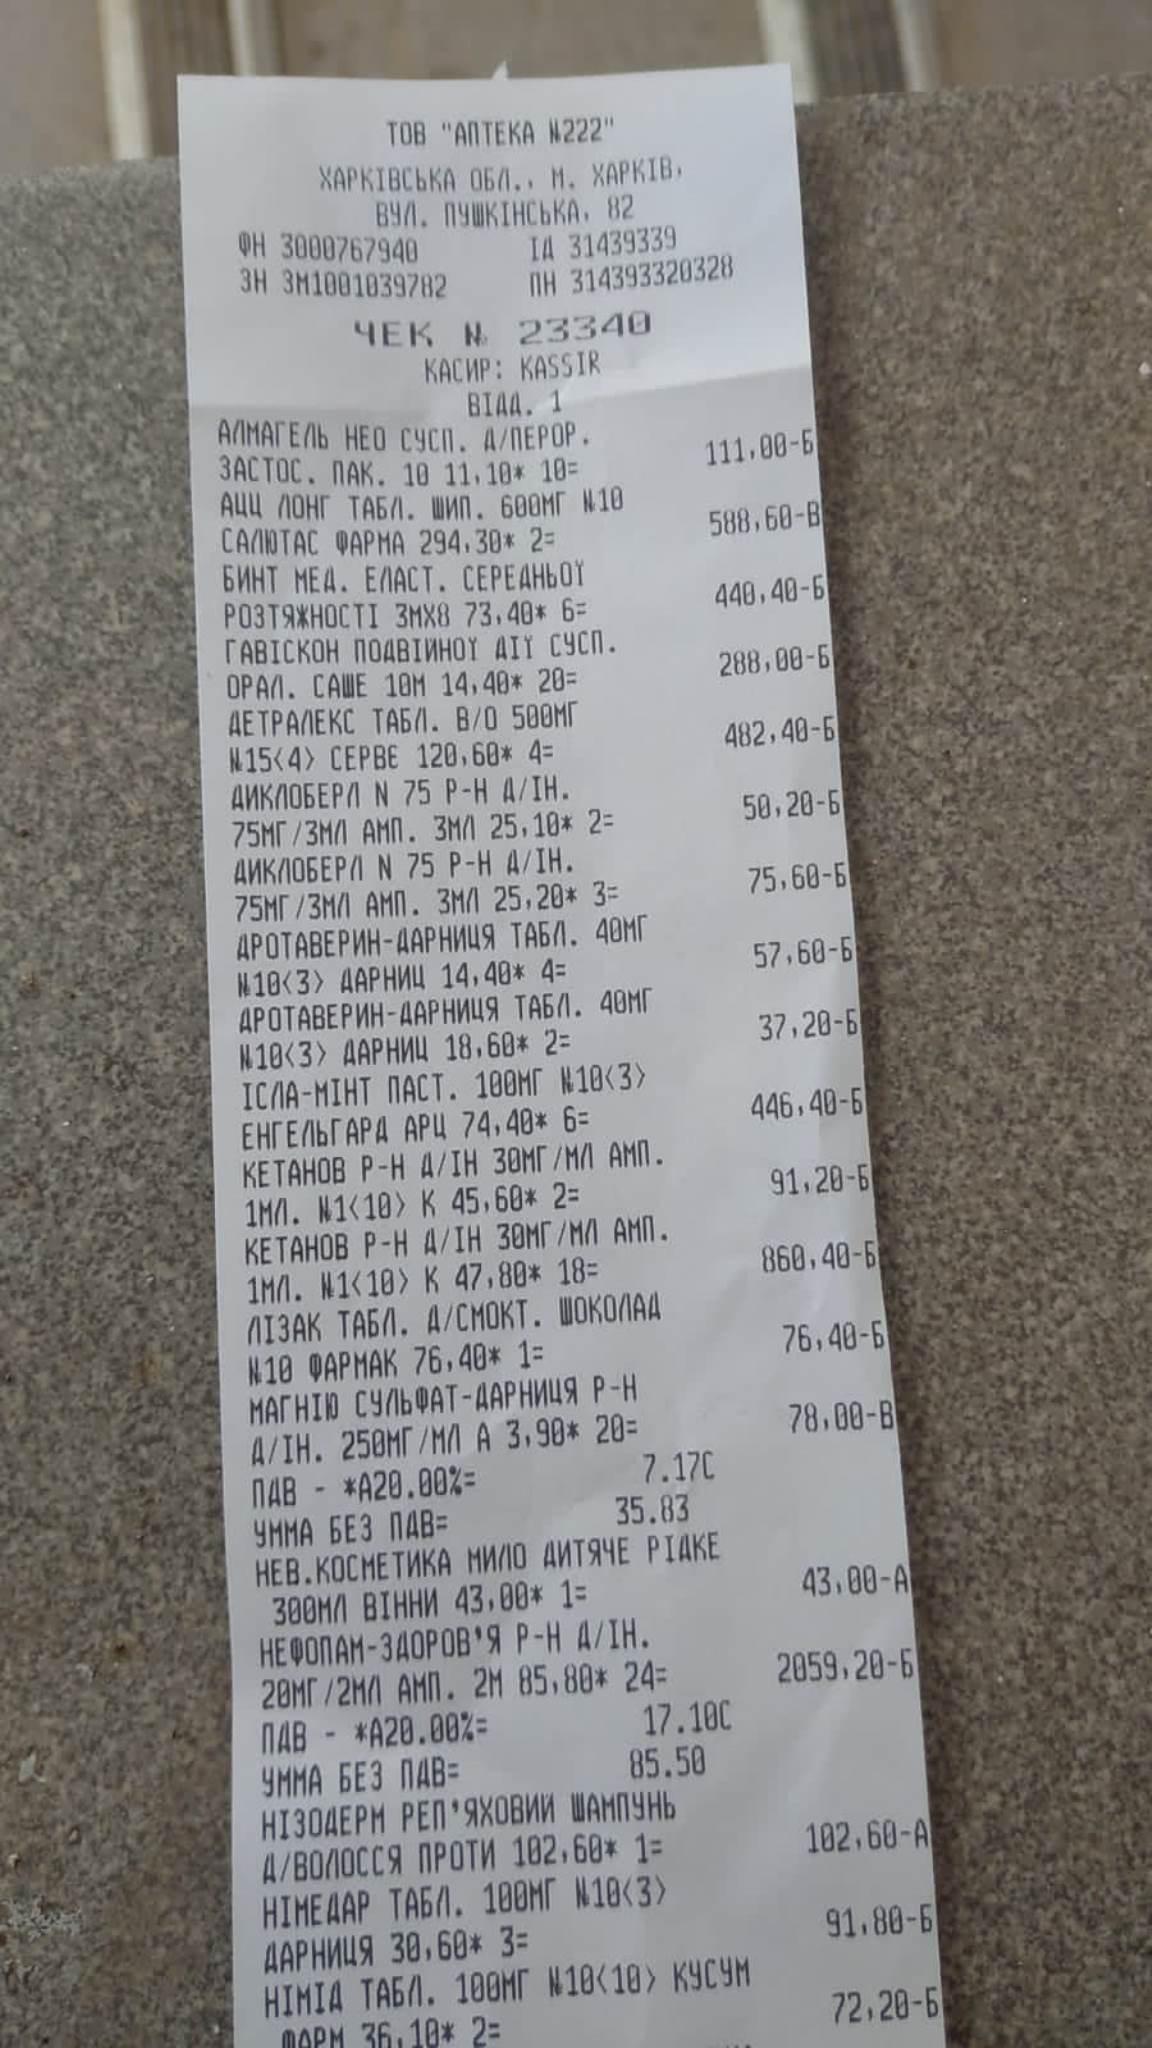 ТОВ "АПТЕКА №222"
ХАРКІВСЬКА ОБЛ., М. ХАРКІВ,
ВУЛ. ПУШКІНСЬКА, 82
ФН 3000767940 ІД 31439339
ЗН ЗМ1001039782 ПН 314393320328
ЧЕК № 23340
КАСИР: KASSIR
ВІДД. 1
АЛМАГЕЛЬ НЕО СУСП. Д/ПЕРОР.
ЗАСТОС. ПАК. 10 11,10* 10= 111,00-Б
АЦЦ ЛОНГ ТАБЛ. ШИП. 600МГ №10
САЛЮТАС ФАРМА 294,30* 2= 588,60-В
БИНТ МЕД. ЕЛАСТ. СЕРЕДНЬОЇ
РОЗТЯЖНОСТІ 3МХ8 73,40* 6= 440,40-Б
ГАВІСКОН ПОДВІЙНОЇ ДІЇ СУСП.
ОРАЛ. САШЕ 10М 14,40* 20= 288,00-Б
ДЕТРАЛЕКС ТАБЛ. В/О 500МГ
№15<4> СЕРВЄ 120,60* 4= 482,40-Б
ДИКЛОБЕРЛ N 75 Р-Н Д/ІН.
75МГ/3МЛ АМП. 3МЛ 25,10* 2= 50,20-Б
ДИКЛОБЕРЛ N 75 Р-Н Д/ІН.
75МГ/3МЛ АМП. 3МЛ 25,20* 3= 75,60-Б
ДРОТАВЕРИН-ДАРНИЦЯ ТАБЛ. 40МГ
№10<3> ДАРНИЦ 14,40* 4= 57,60-Б
ДРОТАВЕРИН-ДАРНИЦЯ ТАБЛ. 40МГ
№10<3> ДАРНИЦ 18,60* 2= 37,20-Б
ІСЛА-МІНТ ПАСТ. 100МГ №10<3>
ЕНГЕЛЬГАРД АРЦ 74,40* 6= 446,40-Б
КЕТАНОВ Р-Н Д/ІН 30МГ/МЛ АМП.
1МЛ. №1<10> К 45,60* 2= 91,20-Б
КЕТАНОВ Р-Н Д/ІН 30МГ/МЛ АМП.
1МЛ. №1<10> К 47,80* 18= 860,40-Б
ЛІЗАК ТАБЛ. Д/СМОКТ. ШОКОЛАД
№10 ФАРМАК 76,40* 1= 76,40-Б
МАГНІЮ СУЛЬФАТ-ДАРНИЦЯ Р-Н
Д/ІН. 250МГ/МЛ А 3,90* 20= 78,00-В
ПДВ - *А20.00%= 7.17С
УММА БЕЗ ПДВ= 35.83
НЕВ.КОСМЕТИКА МИЛО ДИТЯЧЕ РІДКЕ
300МЛ ВІННИ 43,00* 1= 43,00-А
НЕФОПАМ-ЗДОРОВ'Я Р-Н Д/ІН.
20МГ/2МЛ АМП. 2М 85,80* 24= 2059,20-Б
ПДВ - *А20.00%= 17.10С
УММА БЕЗ ПДВ= 85.50
НІЗОДЕРМ РЕП'ЯХОВИЙ ШАМПУНЬ
Д/ВОЛОССЯ ПРОТИ 102,60* 1= 102,60-А
НІМЕДАР ТАБЛ. 100МГ №10<3>
ДАРНИЦЯ 30,60* 3= 91,80-Б
НІМІД ТАБЛ. 100МГ №10<10> КУСУМ
ФАРМ 36,10* 2= 72,20-Б